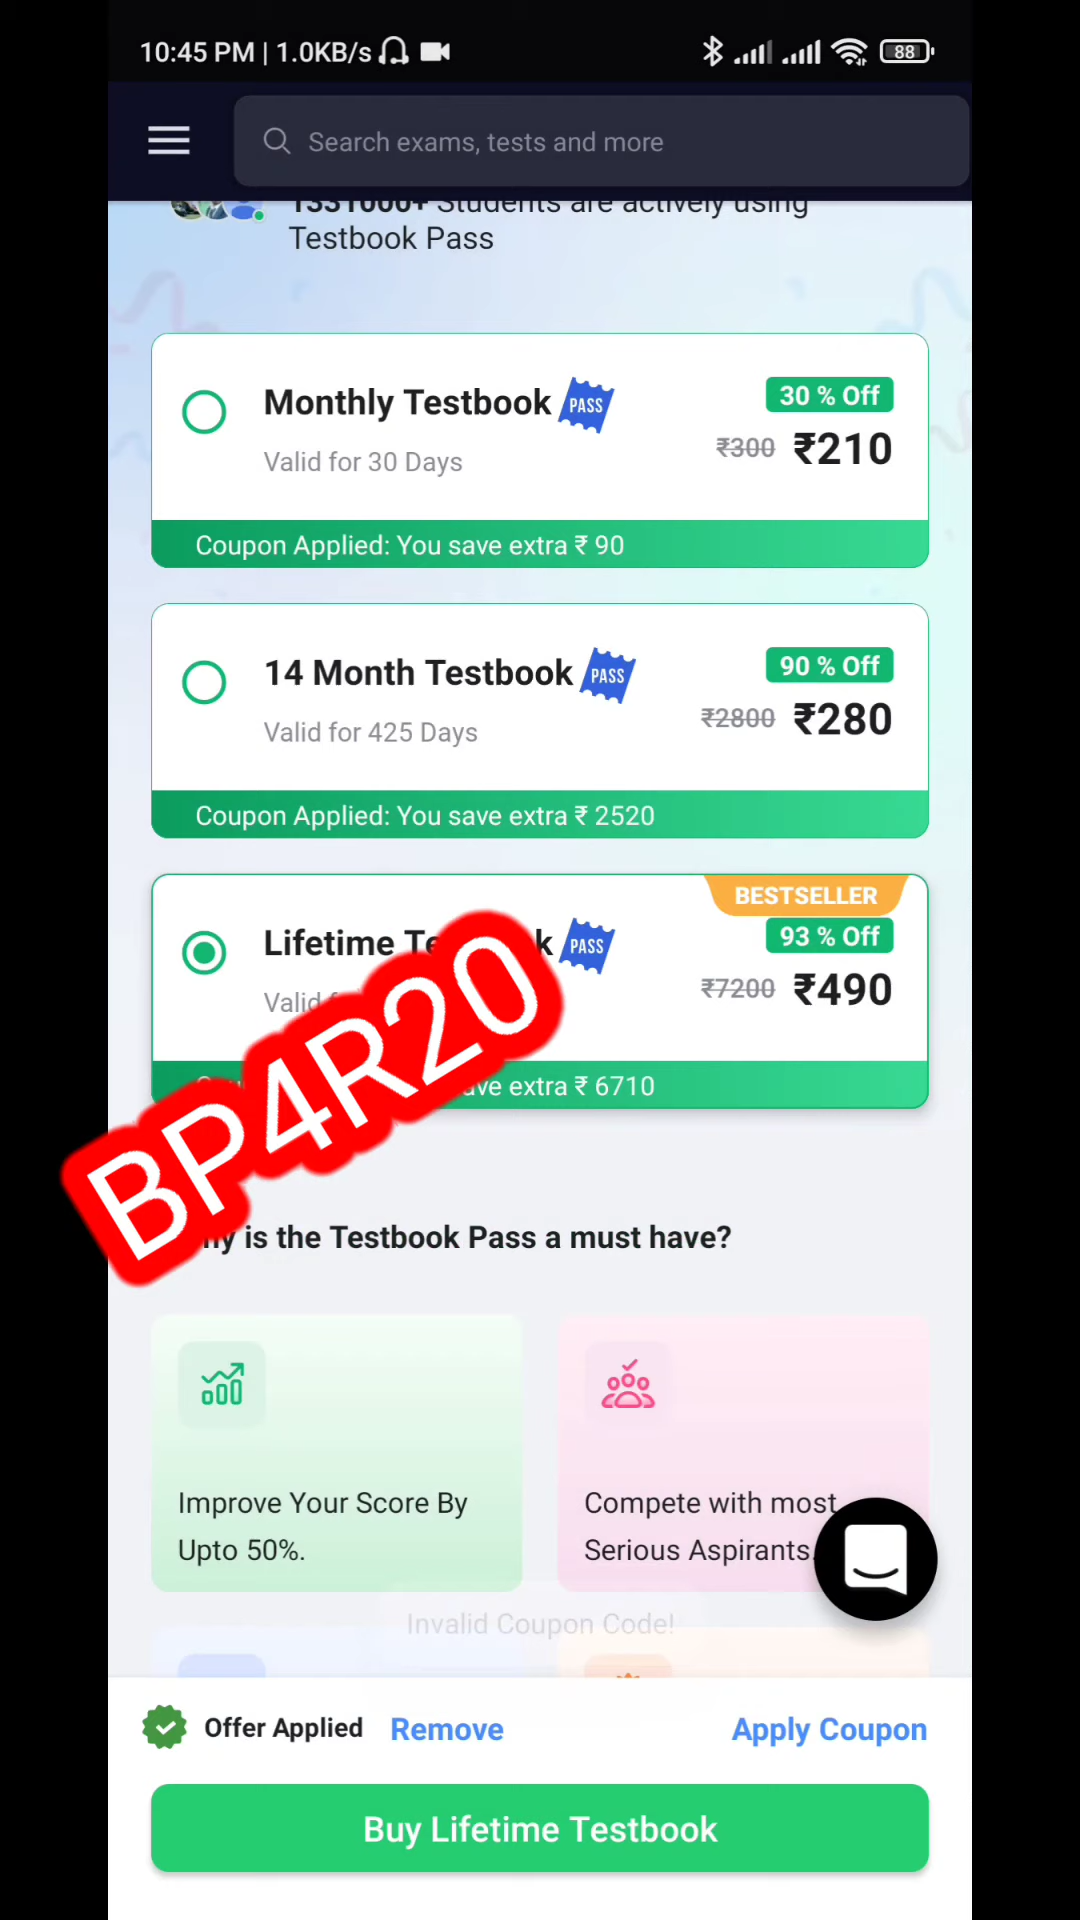 10:45 PM | 1.0KB/s
88
Search exams, tests and more
1331000+ Students are actively using
Testbook Pass
Monthly Testbook PASS
30 % Off
Valid for 30 Days
₹300 ₹210
Coupon Applied: You save extra ₹ 90
14 Month Testbook PASS
90 % Off
Valid for 425 Days
₹2800 ₹280
Coupon Applied: You save extra ₹ 2520
BESTSELLER
Lifetime PASS
93 % Off
₹7200 ₹490
extra ₹ 6710
BP4R20
is the Testbook Pass a must have?
Improve Your Score By
Upto 50%.
Compete with most
Serious Aspirants.
Invalid Coupon Code!
Offer Applied Remove Apply Coupon
Buy Lifetime Testbook